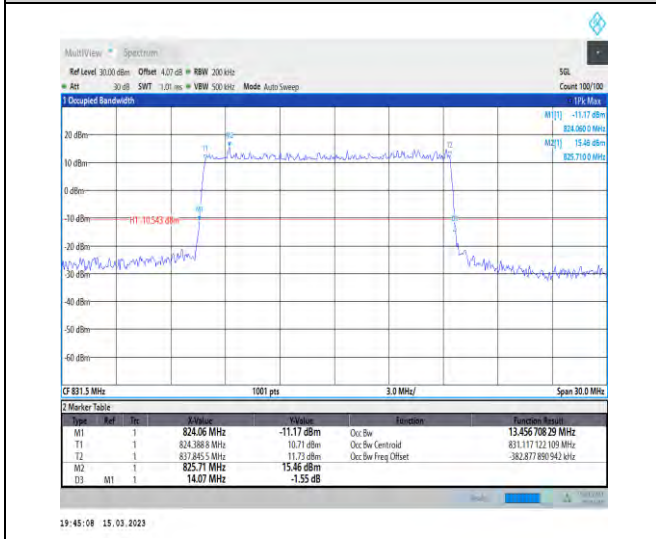 MultiView Spectrum
Ref Level 30.00 dBm Offset 4.07 dB RBW 200 kHz SGL
Att 30 dB SWT 1.01 ms VBW 500 kHz Mode Auto Sweep Count 100/100
1 Occupied Bandwidth 1Pk Max
M1[1] -11.17 dBm
824.060 0 MHz
M2[1] 15.46 dBm
825.710 0 MHz
20 dBm
T1 M2 T2
10 dBm
0 dBm
-10 dBm H1 -10.543 dBm
-20 dBm
-30 dBm
-40 dBm
-50 dBm
-60 dBm
CF 831.5 MHz 1001 pts 3.0 MHz/ Span 30.0 MHz
2 Marker Table
Type Ref Trc X-Value Y-Value Function Function Result
M1 1 824.06 MHz -11.17 dBm Occ Bw 13.456 708 29 MHz
T1 1 824.388 8 MHz 10.71 dBm Occ Bw Centroid 831.117 122 109 MHz
T2 1 837.845 5 MHz 11.73 dBm Occ Bw Freq Offset -382.877 890 942 kHz
M2 1 825.71 MHz 15.46 dBm
D3 M1 1 14.07 MHz -1.55 dB
19:45:08 15.03.2023